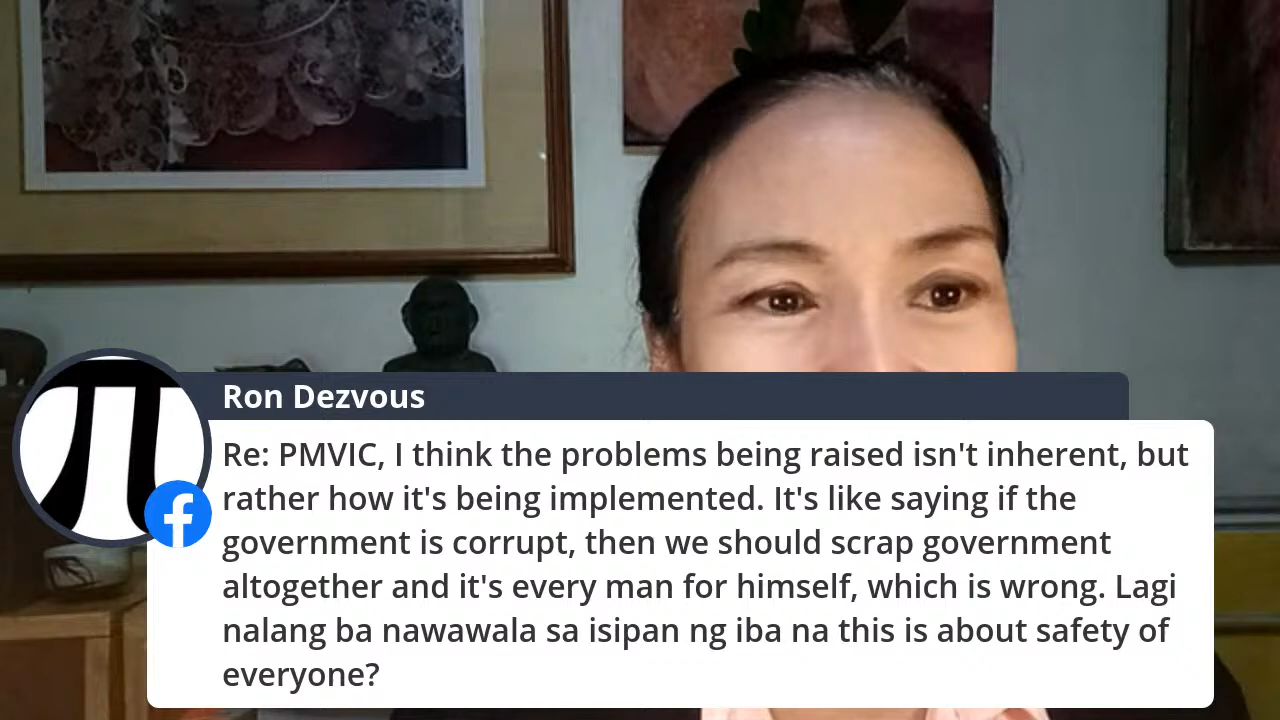 Ron Dezvous
Re: PMVIC, I think the problems being raised isn't inherent, but
rather how it's being implemented. It's like saying if the
government is corrupt, then we should scrap government
altogether and it's every man for himself, which is wrong. Lagi
nalang ba nawawala sa isipan ng iba na this is about safety of
everyone?